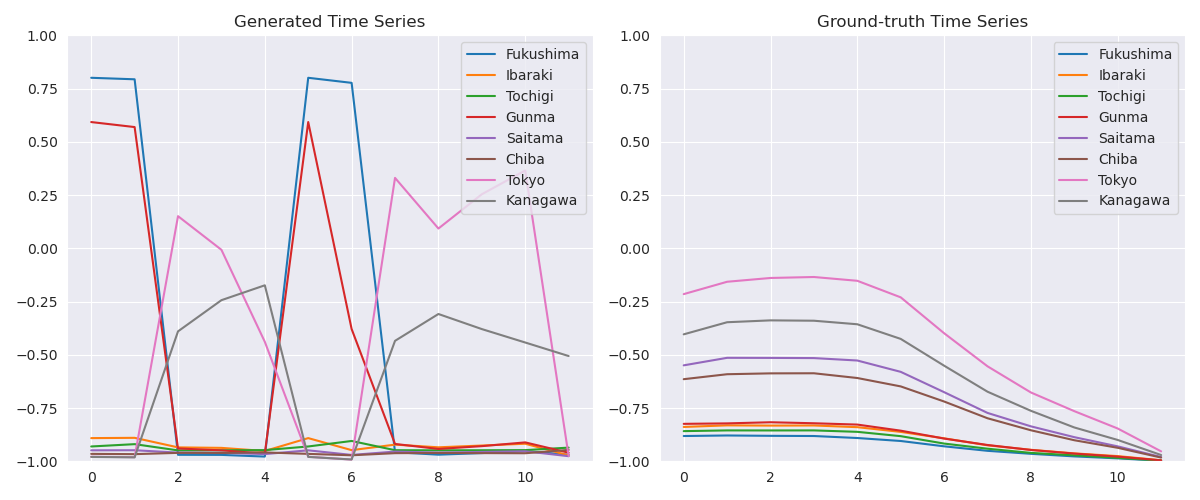 Generated Time Series
1.00
0.75
0.50
0.25
0.00
−0.25
−0.50
−0.75
−1.00
0 2 4 6 8 10
Fukushima
Ibaraki
Tochigi
Gunma
Saitama
Chiba
Tokyo
Kanagawa
Ground-truth Time Series
1.00
0.75
0.50
0.25
0.00
−0.25
−0.50
−0.75
−1.00
0 2 4 6 8 10
Fukushima
Ibaraki
Tochigi
Gunma
Saitama
Chiba
Tokyo
Kanagawa